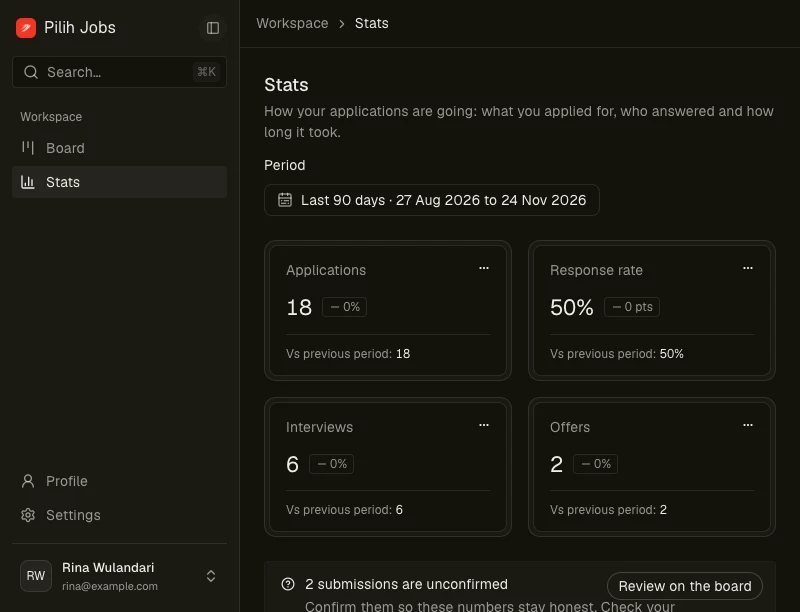 Pilih Jobs
Search...
⌘K
Workspace
Board
Stats
Profile
Settings
RW
Rina Wulandari
rina@example.com
Workspace > Stats
Stats
How your applications are going: what you applied for, who answered and how
long it took.
Period
Last 90 days · 27 Aug 2026 to 24 Nov 2026
Applications
18 — 0%
Vs previous period: 18
Response rate
50% — 0 pts
Vs previous period: 50%
Interviews
6 — 0%
Vs previous period: 6
Offers
2 — 0%
Vs previous period: 2
2 submissions are unconfirmed
Confirm them so these numbers stay honest. Check your
Review on the board